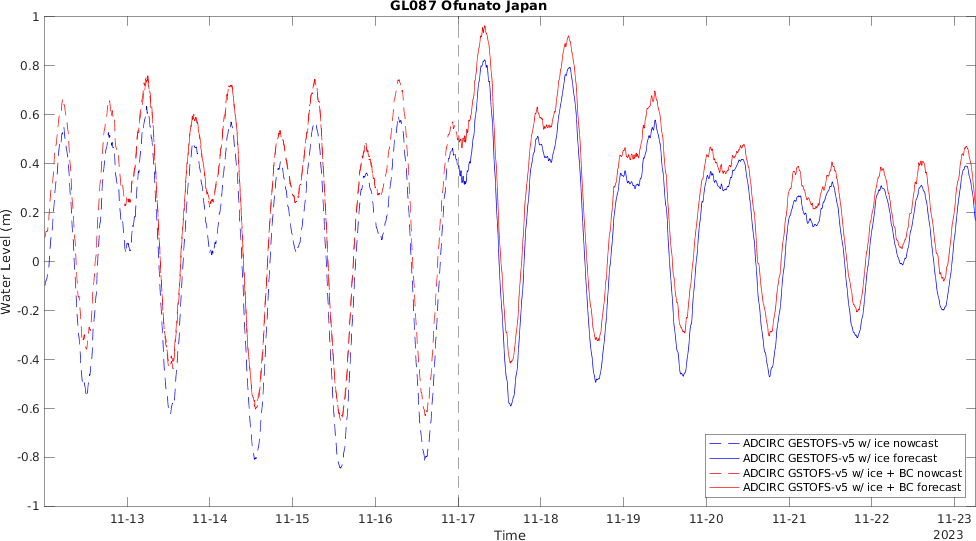 GL087 Ofunato Japan
1
0.8
0.6
0.4
0.2
0
-0.2
-0.4
-0.6
-0.8
-1
Water Level (m)
ADCIRC GESTOFS-v5 w/ ice nowcast
ADCIRC GESTOFS-v5 w/ ice forecast
ADCIRC GSTOFS-v5 w/ ice + BC nowcast
ADCIRC GSTOFS-v5 w/ ice + BC forecast
11-13 11-14 11-15 11-16 11-17 11-18 11-19 11-20 11-21 11-22 11-23
Time 2023